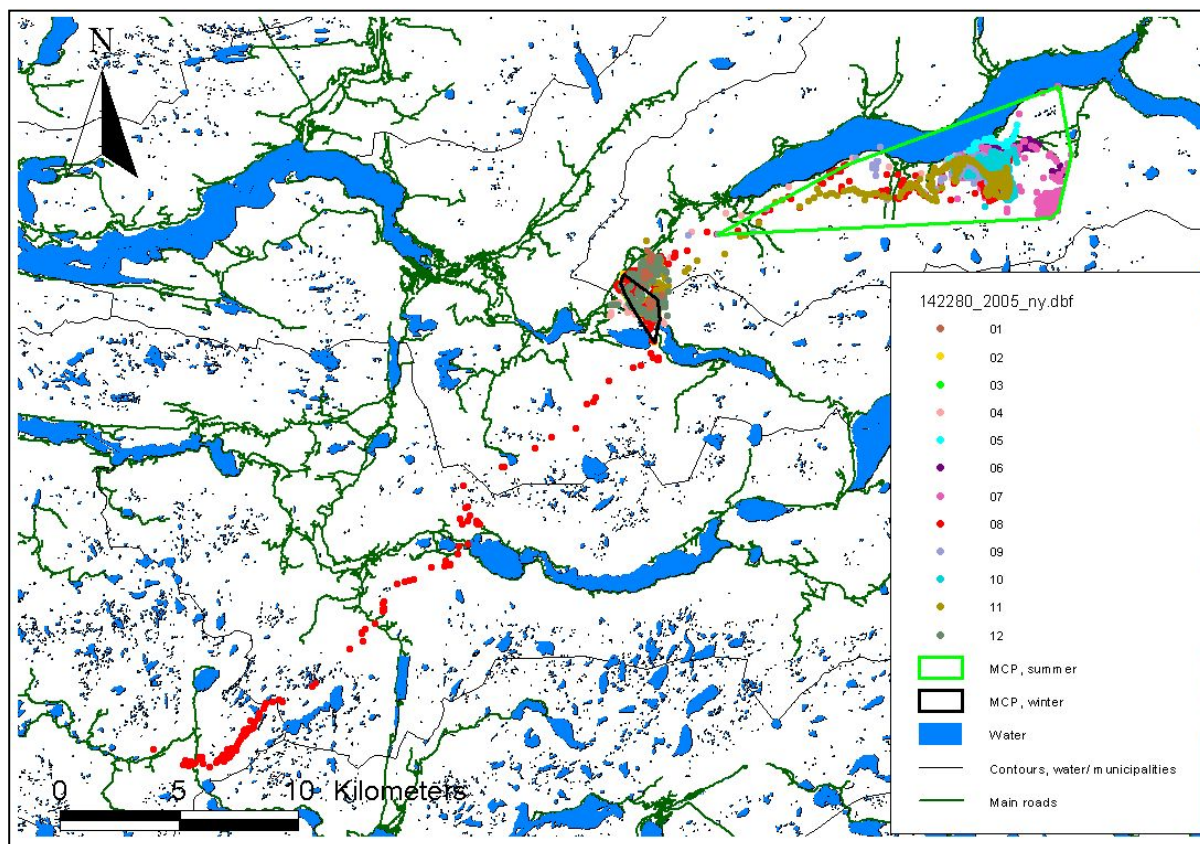 N
142280_2005_ny.dbf
01
02
03
04
05
06
07
08
09
10
11
12
MCP, summer
MCP, winter
Water
Contours, water/ municipalities
Main roads
0 5 10 Kilometers